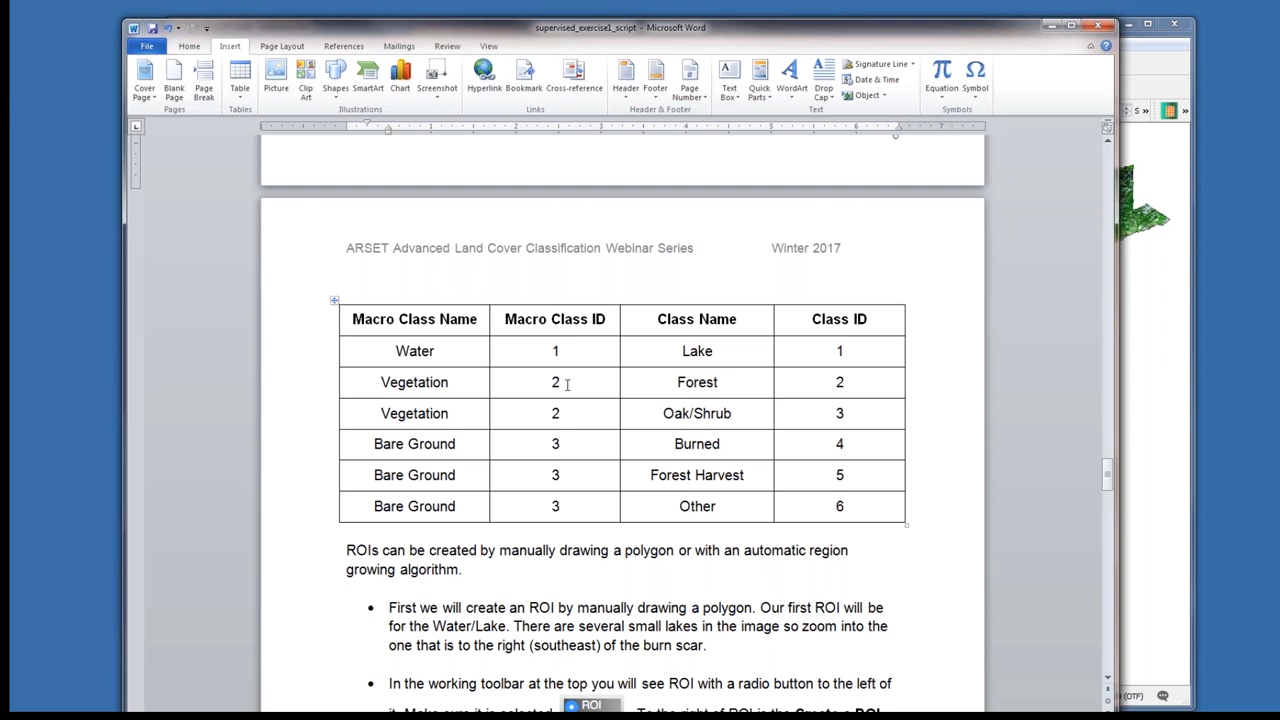 supervised_exercise1_script - Microsoft Word
File Home Insert Page Layout References Mailings Review View
Cover Page
Blank Page
Page Break
Table
Picture
Clip Art
Shapes
SmartArt
Chart
Screenshot
Hyperlink
Bookmark
Cross-reference
Header
Footer
Page Number
Text Box
Quick Parts
WordArt
Drop Cap
Signature Line
Date & Time
Object
Equation
Symbol
Pages Tables Illustrations Links Header & Footer Text Symbols
1 2 3 4 5 6 7
S
ARSET Advanced Land Cover Classification Webinar Series Winter 2017
Macro Class Name Macro Class ID Class Name Class ID
Water 1 Lake 1
Vegetation 2 Forest 2
Vegetation 2 Oak/Shrub 3
Bare Ground 3 Burned 4
Bare Ground 3 Forest Harvest 5
Bare Ground 3 Other 6
ROIs can be created by manually drawing a polygon or with an automatic region
growing algorithm.
• First we will create an ROI by manually drawing a polygon. Our first ROI will be
for the Water/Lake. There are several small lakes in the image so zoom into the
one that is to the right (southeast) of the burn scar.
• In the working toolbar at the top you will see ROI with a radio button to the left of
ROI
(OTF)